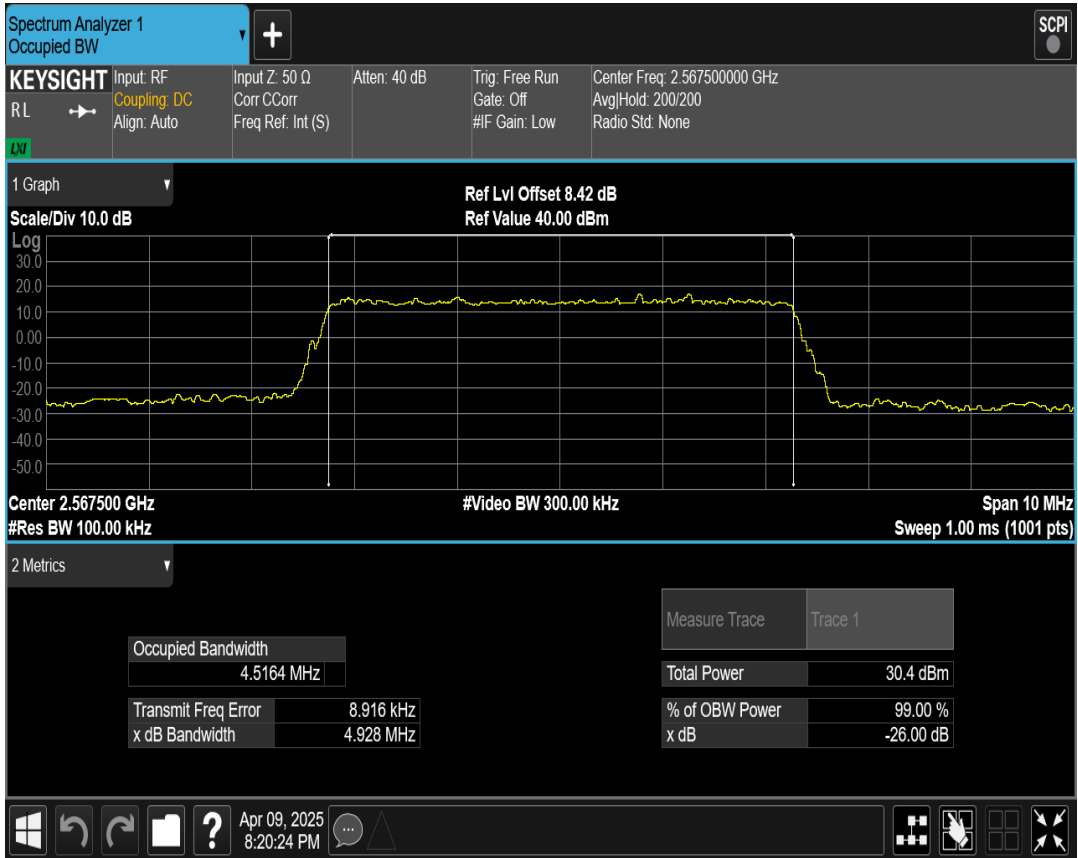 Spectrum Analyzer 1
Occupied BW
+
SCPI
KEYSIGHT
R L
LXI
Input: RF
Coupling: DC
Align: Auto
Input Z: 50 Ω
Corr CCorr
Freq Ref: Int (S)
Atten: 40 dB
Trig: Free Run
Gate: Off
#IF Gain: Low
Center Freq: 2.567500000 GHz
Avg|Hold: 200/200
Radio Std: None
1 Graph
Scale/Div 10.0 dB
Ref Lvl Offset 8.42 dB
Ref Value 40.00 dBm
Log
30.0
20.0
10.0
0.00
-10.0
-20.0
-30.0
-40.0
-50.0
Center 2.567500 GHz
#Res BW 100.00 kHz
#Video BW 300.00 kHz
Span 10 MHz
Sweep 1.00 ms (1001 pts)
2 Metrics
Occupied Bandwidth
4.5164 MHz
Transmit Freq Error 8.916 kHz
x dB Bandwidth 4.928 MHz
Measure Trace Trace 1
Total Power 30.4 dBm
% of OBW Power 99.00 %
x dB -26.00 dB
?
Apr 09, 2025
8:20:24 PM